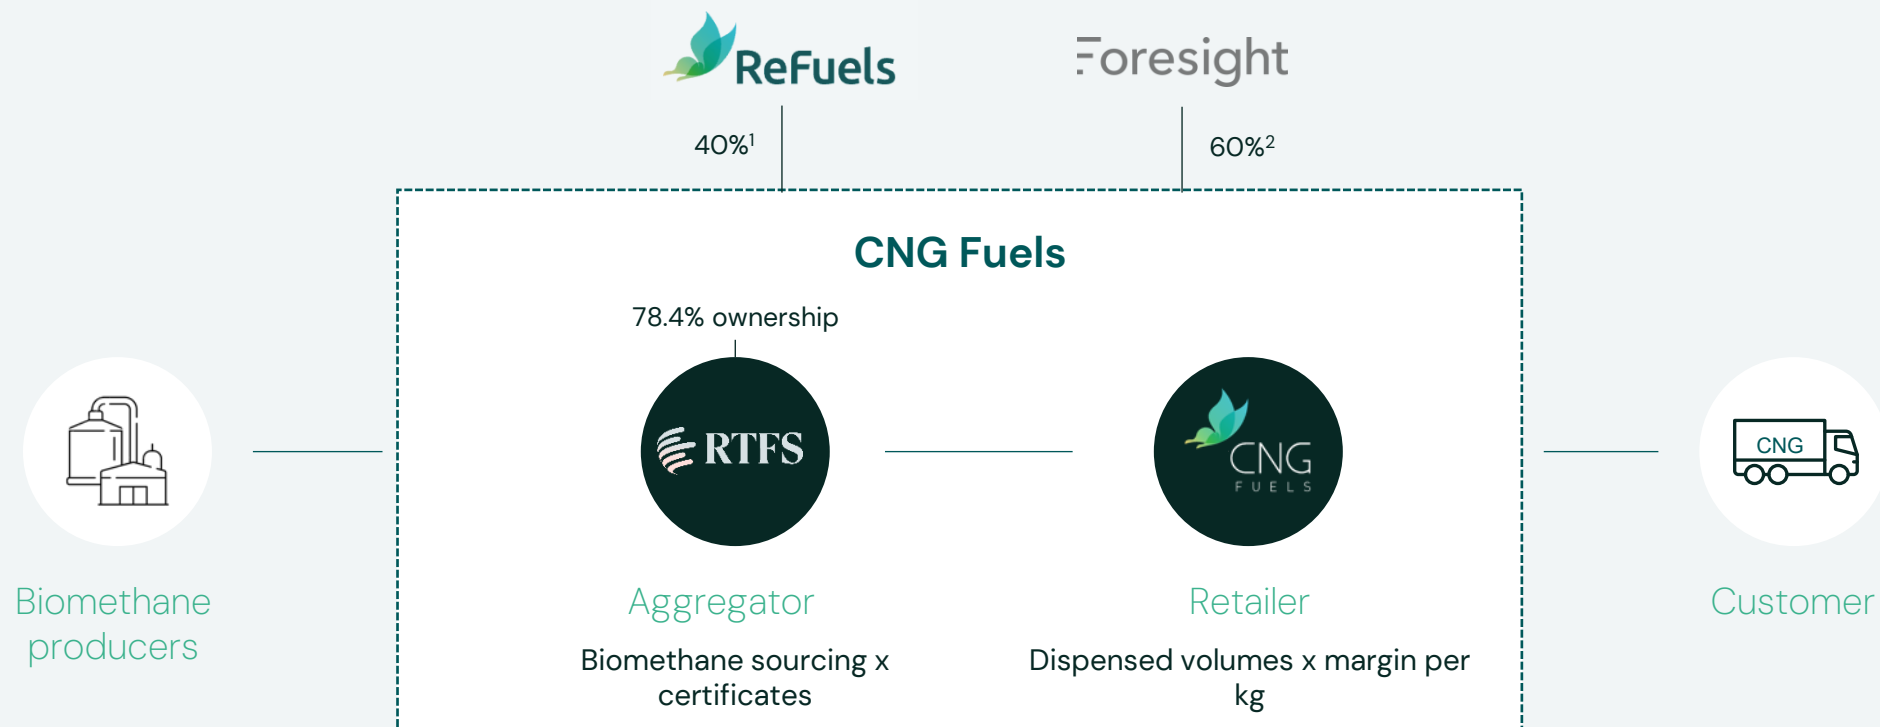 ReFuels
Foresight
40%¹
60%²
CNG Fuels
78.4% ownership
RTFS
CNG
FUELS
CNG
Biomethane
producers
Aggregator
Retailer
Customer
Biomethane sourcing x
certificates
Dispensed volumes x margin per
kg